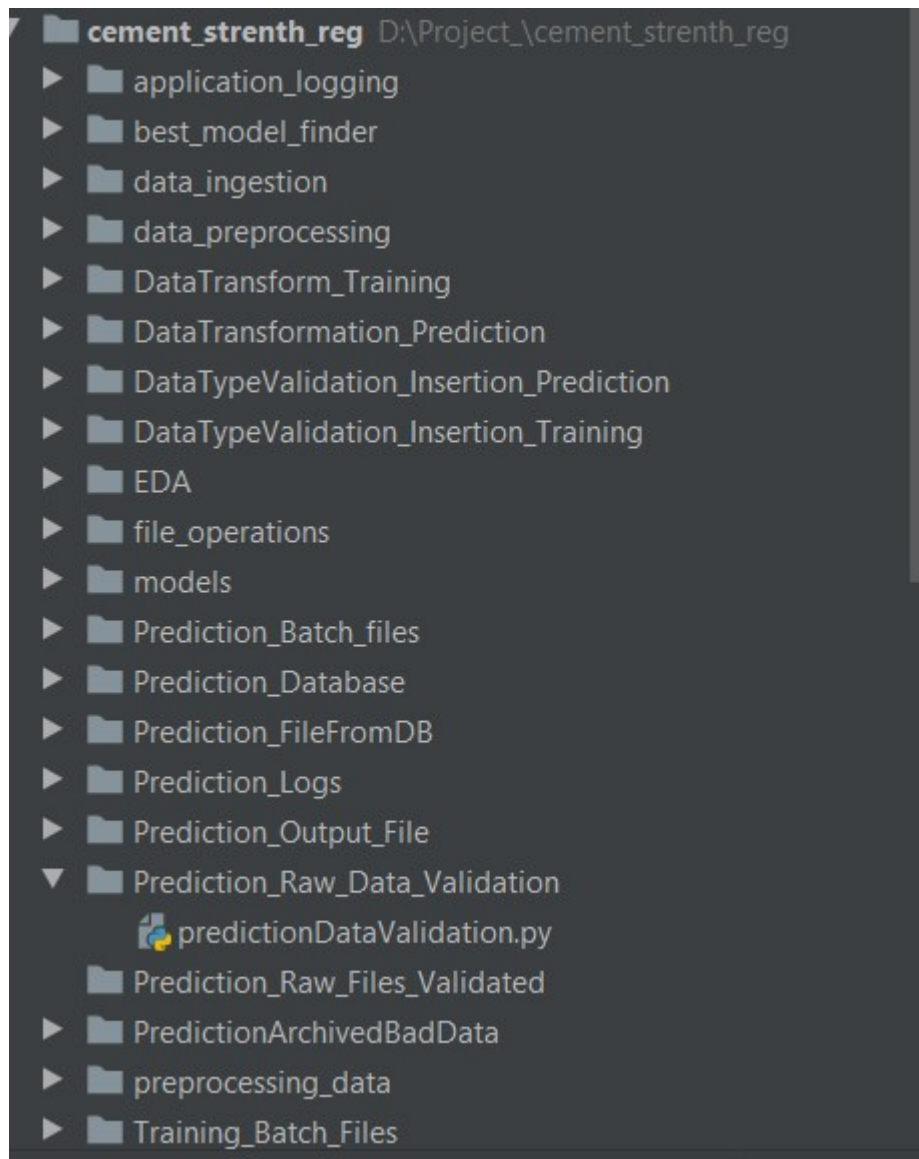 cement_strenth_reg D:\Project_\cement_strenth_reg
application_logging
best_model_finder
data_ingestion
data_preprocessing
DataTransform_Training
DataTransformation_Prediction
DataTypeValidation_Insertion_Prediction
DataTypeValidation_Insertion_Training
EDA
file_operations
models
Prediction_Batch_files
Prediction_Database
Prediction_FileFromDB
Prediction_Logs
Prediction_Output_File
Prediction_Raw_Data_Validation
predictionDataValidation.py
Prediction_Raw_Files_Validated
PredictionArchivedBadData
preprocessing_data
Training_Batch_Files